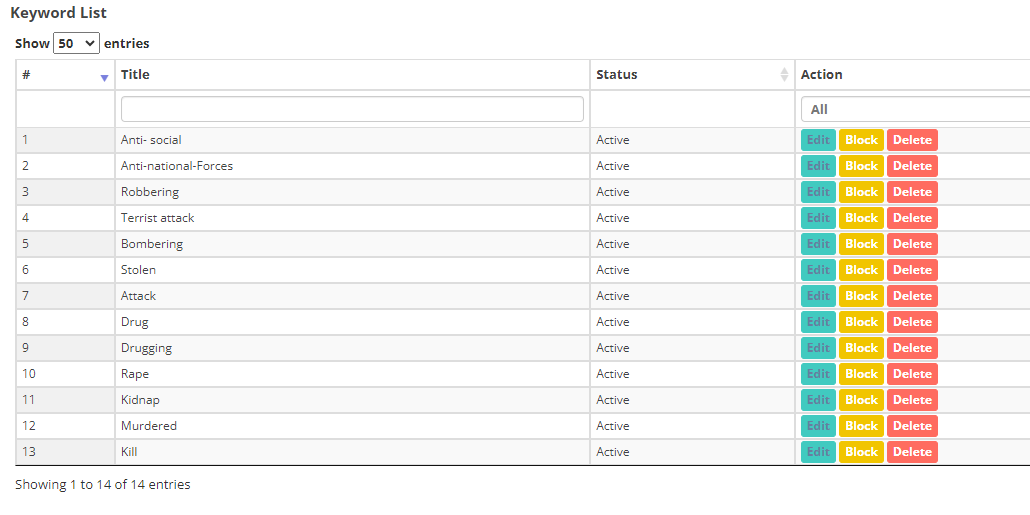 Keyword List
Show 50 entries
# Title Status Action
All
1 Anti- social Active Edit Block Delete
2 Anti-national-Forces Active Edit Block Delete
3 Robbering Active Edit Block Delete
4 Terrist attack Active Edit Block Delete
5 Bombering Active Edit Block Delete
6 Stolen Active Edit Block Delete
7 Attack Active Edit Block Delete
8 Drug Active Edit Block Delete
9 Drugging Active Edit Block Delete
10 Rape Active Edit Block Delete
11 Kidnap Active Edit Block Delete
12 Murdered Active Edit Block Delete
13 Kill Active Edit Block Delete
Showing 1 to 14 of 14 entries